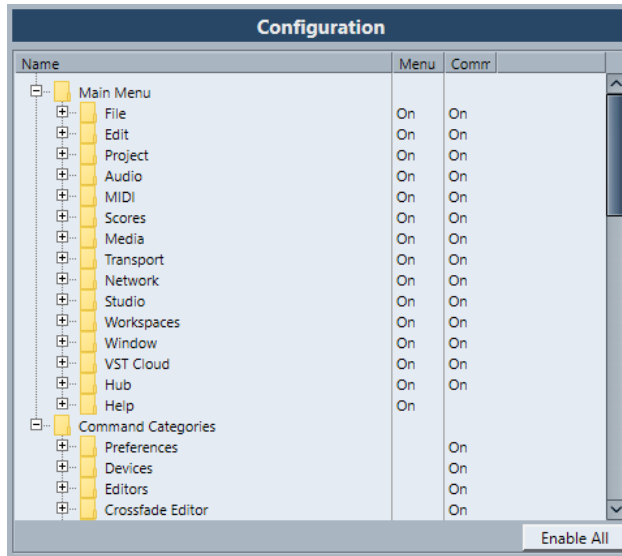 Configuration
Name Menu Comm
Main Menu
File On On
Edit On On
Project On On
Audio On On
MIDI On On
Scores On On
Media On On
Transport On On
Network On On
Studio On On
Workspaces On On
Window On On
VST Cloud On On
Hub On On
Help On
Command Categories
Preferences On
Devices On
Editors On
Crossfade Editor On
Enable All